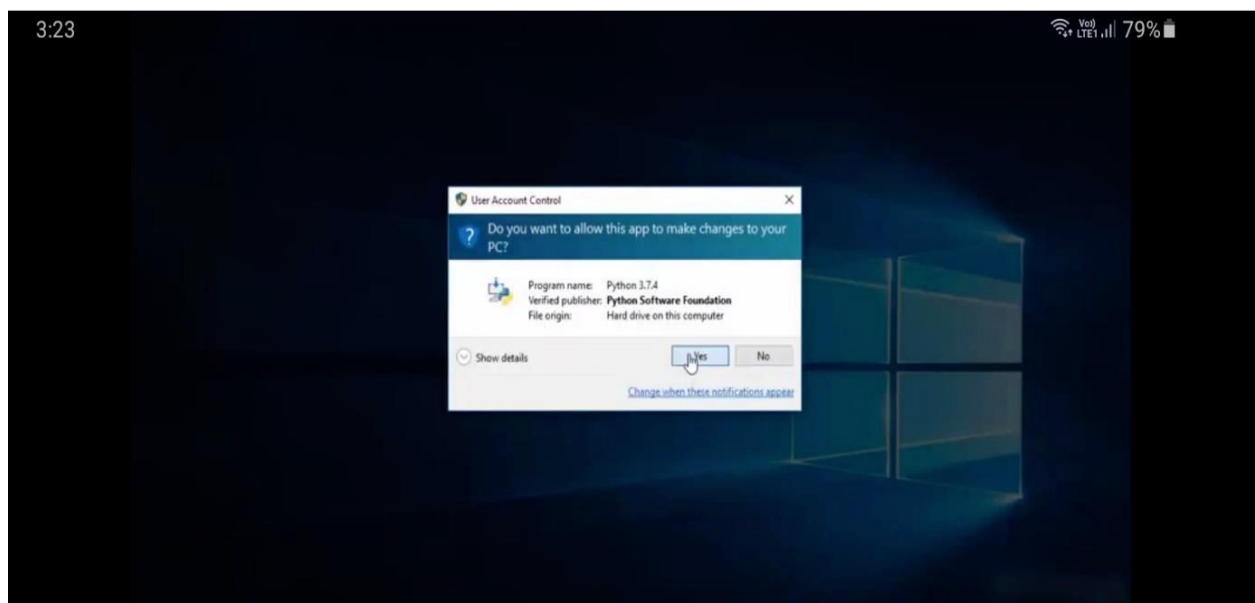 3:23
Vo)) LTE1 79%
User Account Control
Do you want to allow this app to make changes to your
PC?
Program name: Python 3.7.4
Verified publisher: Python Software Foundation
File origin: Hard drive on this computer
Show details
Yes No
Change when these notifications appear